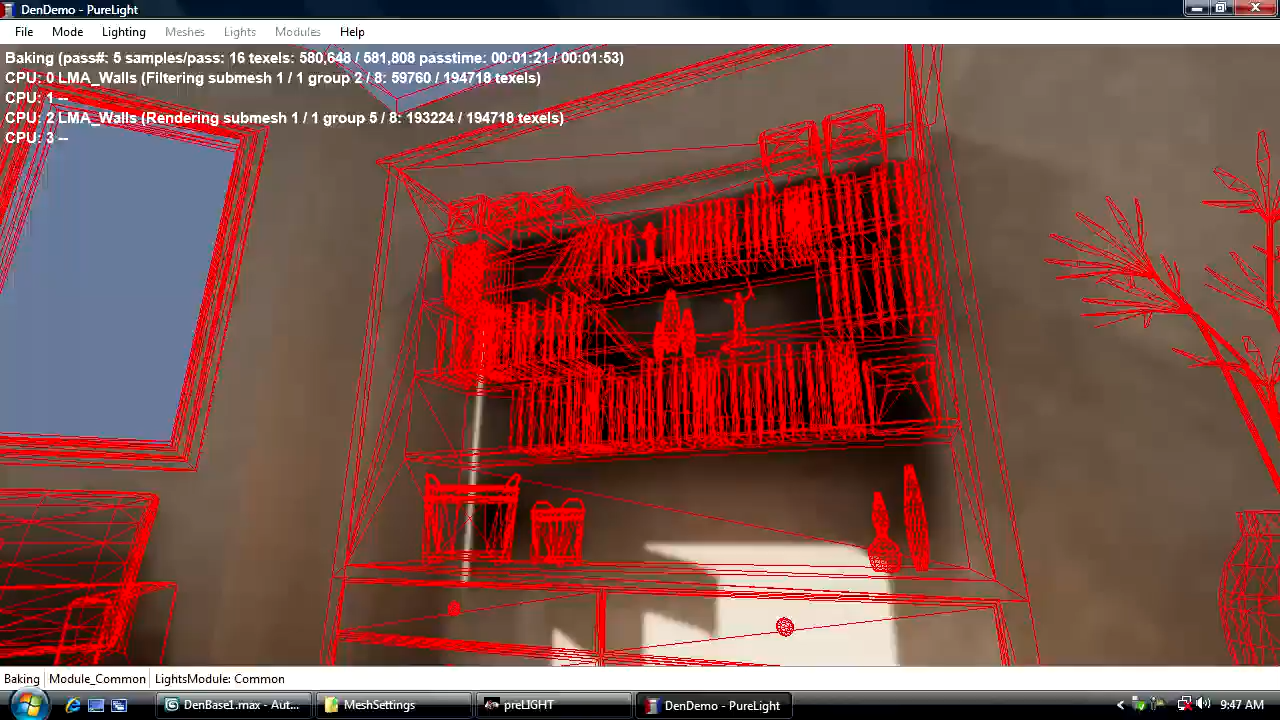 DenDemo - PureLight
File Mode Lighting Meshes Lights Modules Help
Baking (pass#: 5 samples/pass: 16 texels: 580,648 / 581,808 passtime: 00:01:21 / 00:01:53)
CPU: 0 LMA_Walls (Filtering submesh 1 / 1 group 2 / 8: 59760 / 194718 texels)
CPU: 1 --
CPU: 2 LMA_Walls (Rendering submesh 1 / 1 group 5 / 8: 193224 / 194718 texels)
CPU: 3 --
Baking Module_Common LightsModule: Common
DenBase1.max - Aut... MeshSettings preLIGHT DenDemo - PureLight 9:47 AM